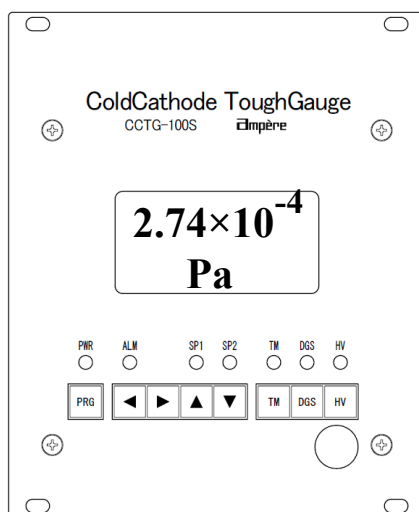 ColdCathode ToughGauge
CCTG-100S ampère
2.74×10⁻⁴
Pa
PWR ALM SP1 SP2 TM DGS HV
PRG ◀ ▶ ▲ ▼ TM DGS HV